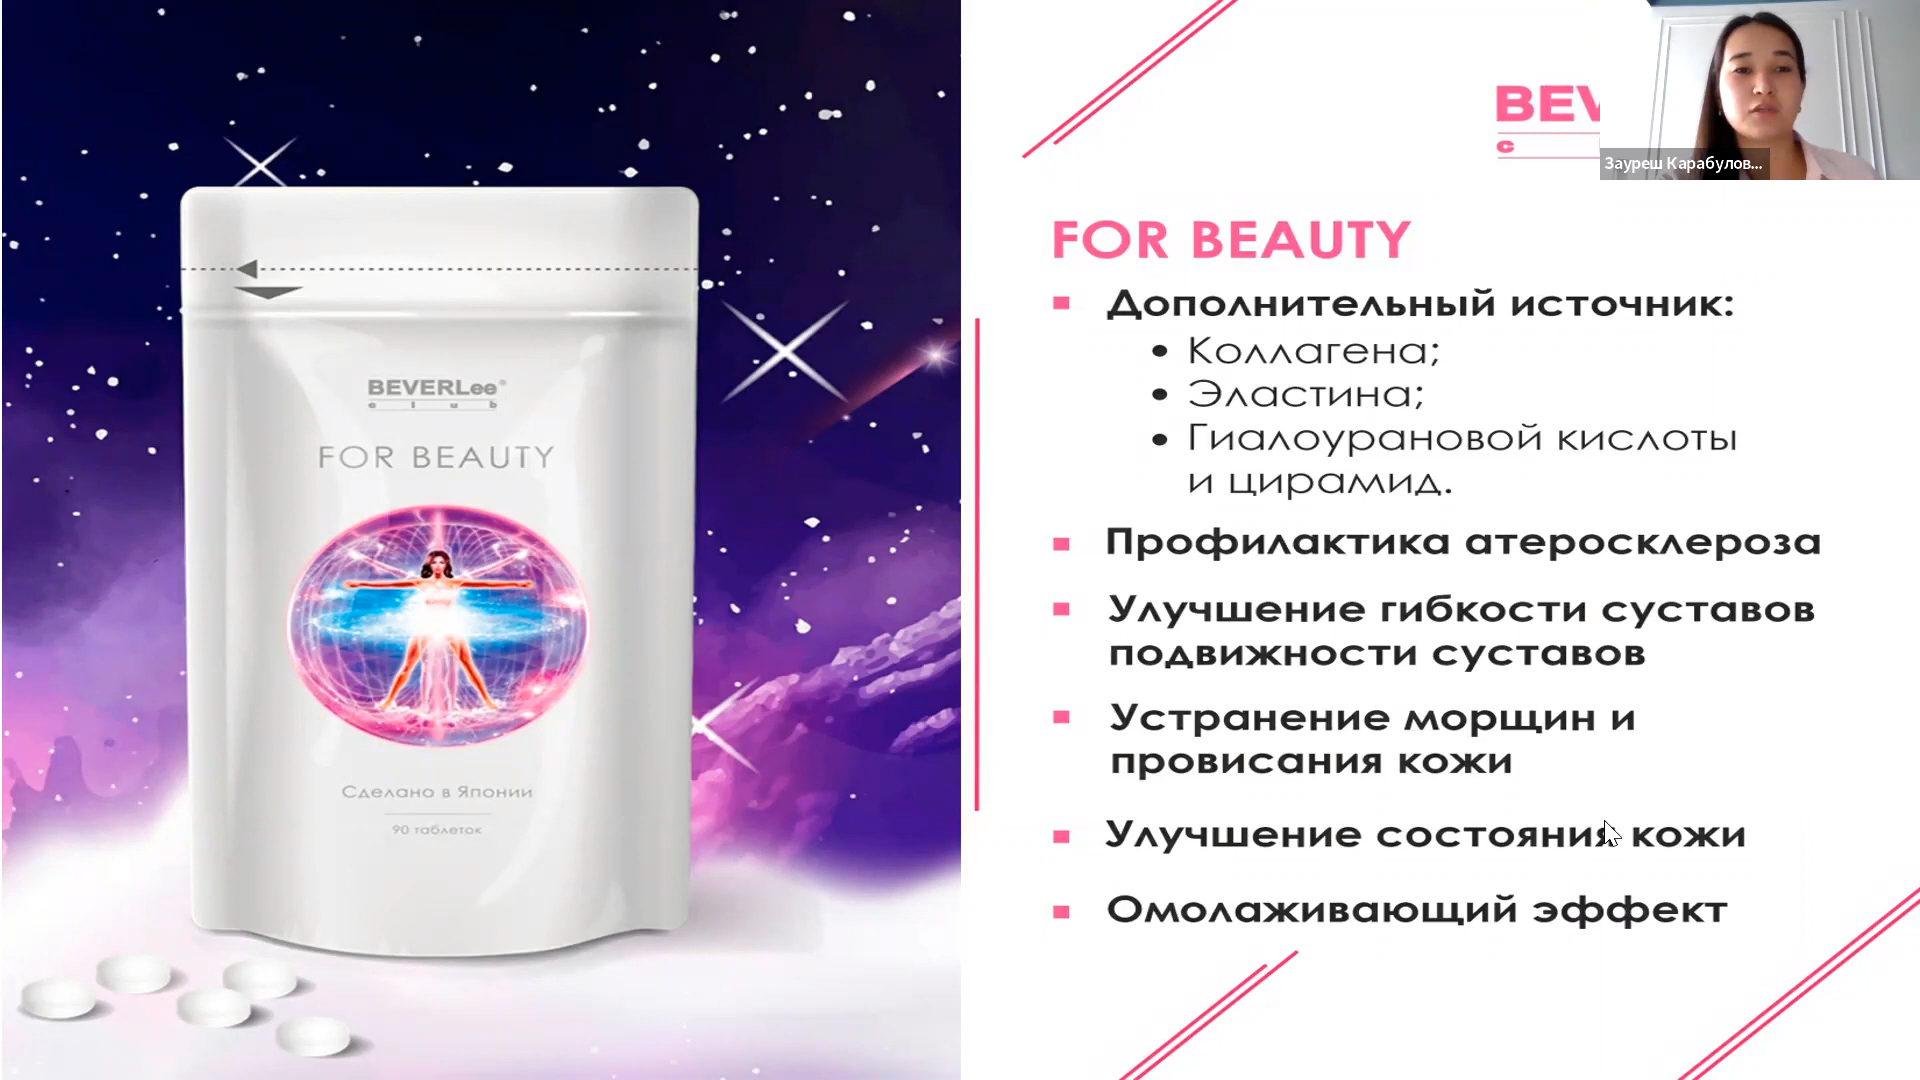 BEVERLee®
club
FOR BEAUTY
Сделано в Японии
90 таблеток
BEV
c
Зауреш Карабулов...
FOR BEAUTY
Дополнительный источник:
• Коллагена;
• Эластина;
• Гиалоурановой кислоты
и цирамид.
Профилактика атеросклероза
Улучшение гибкости суставов
подвижности суставов
Устранение морщин и
провисания кожи
Улучшение состояния кожи
Омолаживающий эффект